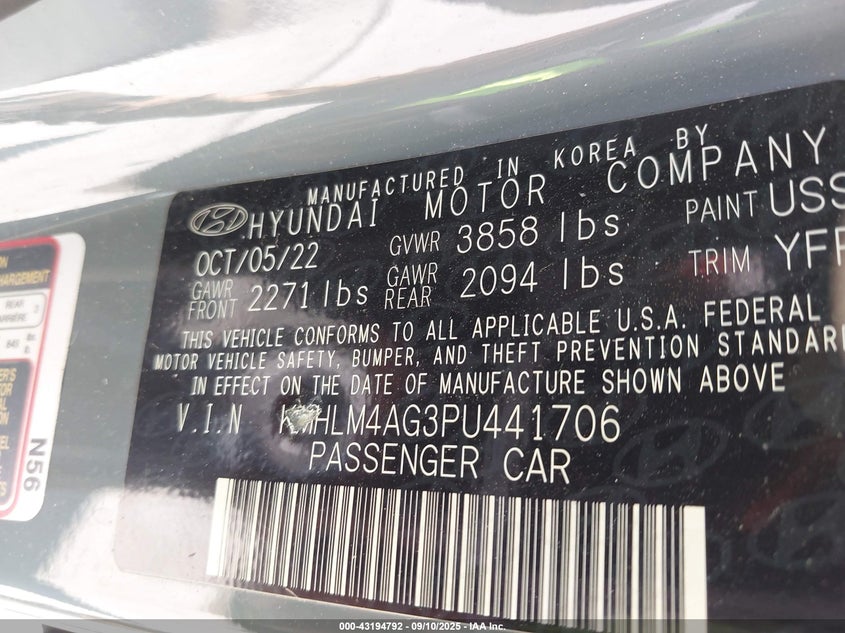 MANUFACTURED IN KOREA BY
HYUNDAI MOTOR COMPANY
OCT/05/22 GVWR 3858 lbs PAINT USS
GAWR FRONT 2271 lbs GAWR REAR 2094 lbs TRIM YFP
THIS VEHICLE CONFORMS TO ALL APPLICABLE U.S.A. FEDERAL
MOTOR VEHICLE SAFETY, BUMPER, AND THEFT PREVENTION STANDARD
IN EFFECT ON THE DATE OF MANUFACTURE SHOWN ABOVE
V.I.N KMHLM4AG3PU441706
PASSENGER CAR
REAR
N56
000-43194792 - 09/10/2025 - IAA Inc.